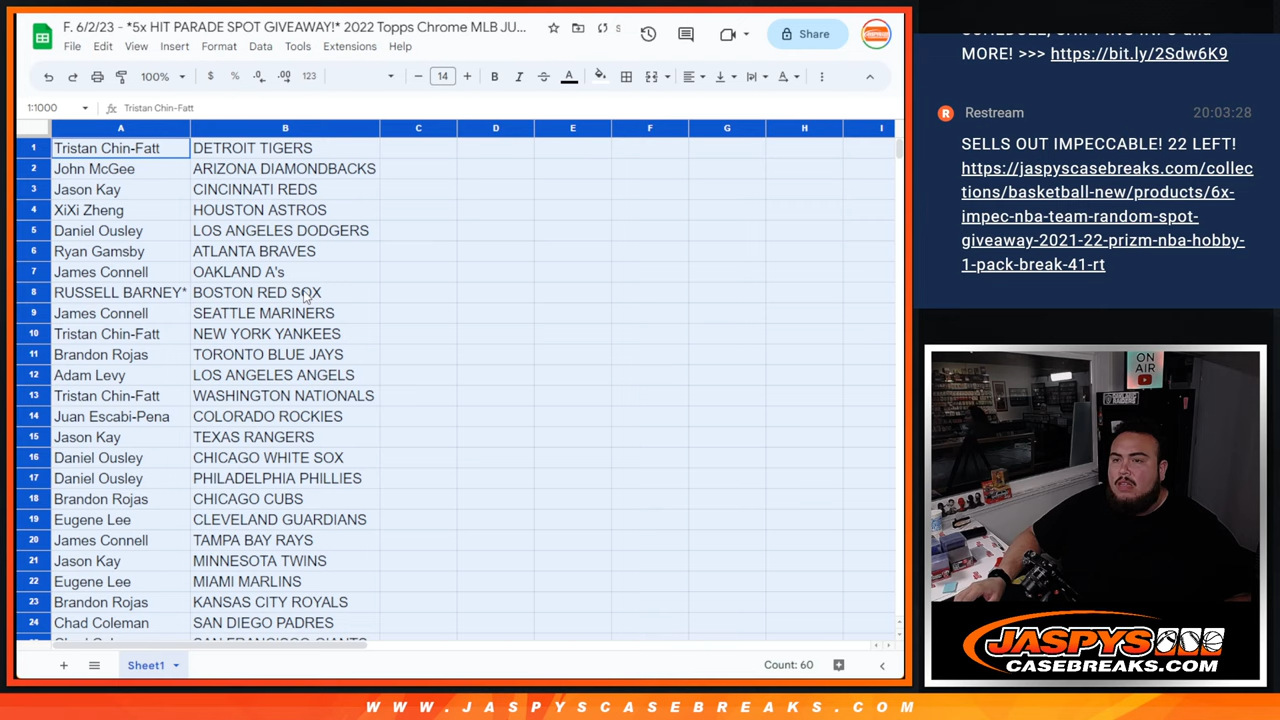 F. 6/2/23 - *5x HIT PARADE SPOT GIVEAWAY!* 2022 Topps Chrome MLB JU...
Share
File Edit View Insert Format Data Tools Extensions Help
100% $ % .0 .00 123 14 B I A
1:1000 fx Tristan Chin-Fatt
A B C D E F G H I
1 Tristan Chin-Fatt DETROIT TIGERS
2 John McGee ARIZONA DIAMONDBACKS
3 Jason Kay CINCINNATI REDS
4 XiXi Zheng HOUSTON ASTROS
5 Daniel Ousley LOS ANGELES DODGERS
6 Ryan Gamsby ATLANTA BRAVES
7 James Connell OAKLAND A's
8 RUSSELL BARNEY* BOSTON RED SOX
9 James Connell SEATTLE MARINERS
10 Tristan Chin-Fatt NEW YORK YANKEES
11 Brandon Rojas TORONTO BLUE JAYS
12 Adam Levy LOS ANGELES ANGELS
13 Tristan Chin-Fatt WASHINGTON NATIONALS
14 Juan Escabi-Pena COLORADO ROCKIES
15 Jason Kay TEXAS RANGERS
16 Daniel Ousley CHICAGO WHITE SOX
17 Daniel Ousley PHILADELPHIA PHILLIES
18 Brandon Rojas CHICAGO CUBS
19 Eugene Lee CLEVELAND GUARDIANS
20 James Connell TAMPA BAY RAYS
21 Jason Kay MINNESOTA TWINS
22 Eugene Lee MIAMI MARLINS
23 Brandon Rojas KANSAS CITY ROYALS
24 Chad Coleman SAN DIEGO PADRES
Sheet1
Count: 60
MORE! >>> https://bit.ly/2Sdw6K9
Restream 20:03:28
SELLS OUT IMPECCABLE! 22 LEFT!
https://jaspyscasebreaks.com/collec
tions/basketball-new/products/6x-
impec-nba-team-random-spot-
giveaway-2021-22-prizm-nba-hobby-
1-pack-break-41-rt
ON
AIR
JASPYS
CASEBREAKS.COM
WWW.JASPYSCASEBREAKS.COM